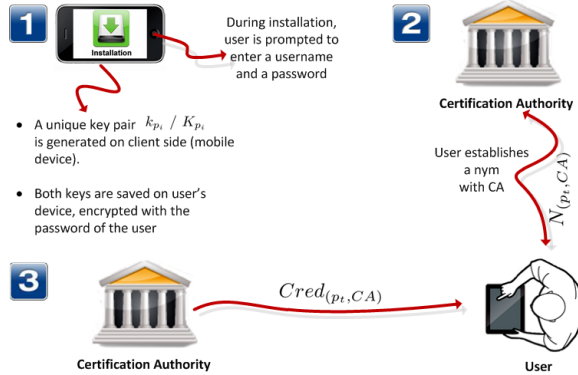 1
Installation
During installation,
user is prompted to
enter a username
and a password
• A unique key pair k_{p_i} / K_{p_i}
is generated on client side (mobile
device).
• Both keys are saved on user's
device, encrypted with the
password of the user
2
Certification Authority
User establishes
a nym
with CA
N_{(p_t,CA)}
3
Cred_{(p_t,CA)}
Certification Authority
User